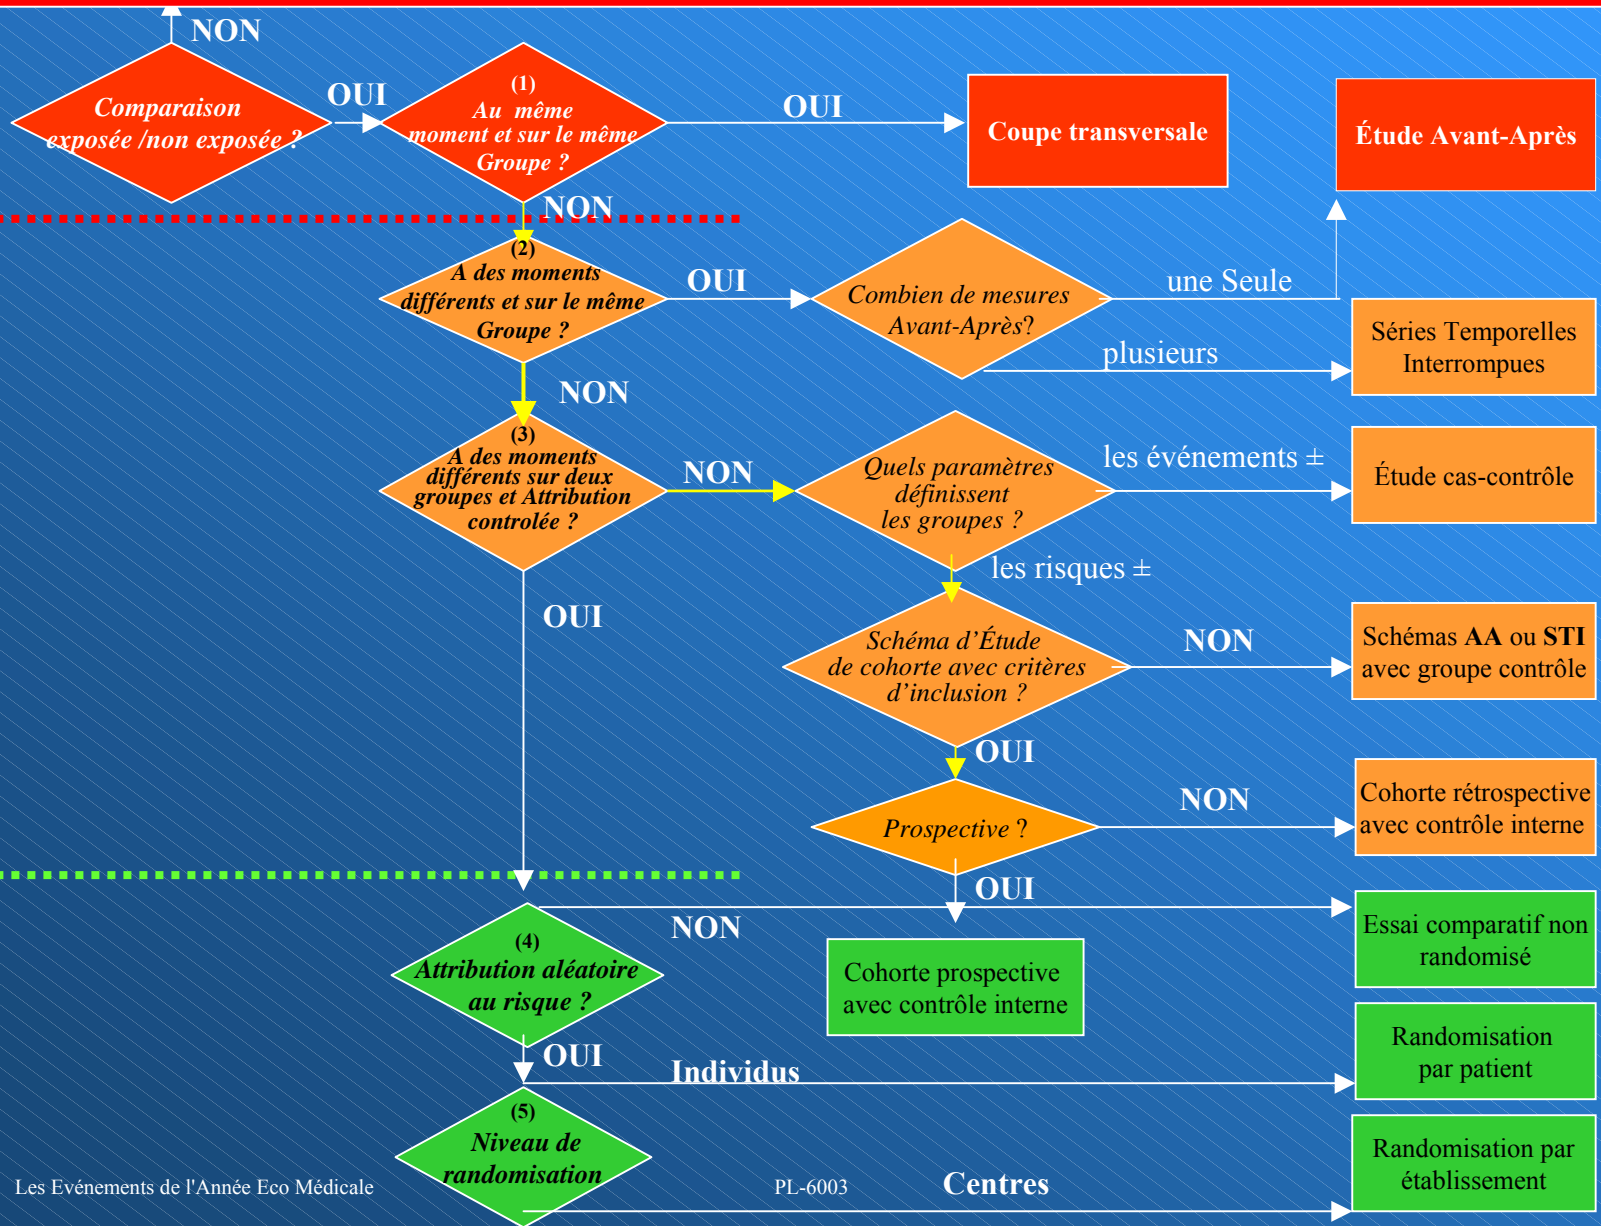 NON
Comparaison
exposée /non exposée ?
OUI
(1)
Au même
moment et sur le même
Groupe ?
OUI
Coupe transversale
Étude Avant-Après
NON
(2)
A des moments
différents et sur le même
Groupe ?
OUI
Combien de mesures
Avant-Après?
une Seule
plusieurs
Séries Temporelles
Interrompues
NON
(3)
A des moments
différents sur deux
groupes et Attribution
controlée ?
NON
Quels paramètres
définissent
les groupes ?
les événements ±
Étude cas-contrôle
les risques ±
OUI
Schéma d’Étude
de cohorte avec critères
d’inclusion ?
NON
Schémas AA ou STI
avec groupe contrôle
OUI
Prospective ?
NON
Cohorte rétrospective
avec contrôle interne
OUI
NON
(4)
Attribution aléatoire
au risque ?
Cohorte prospective
avec contrôle interne
Essai comparatif non
randomisé
OUI
Individus
Randomisation
par patient
(5)
Niveau de
randomisation
Centres
Randomisation par
établissement
Les Evénements de l'Année Eco Médicale
PL-6003